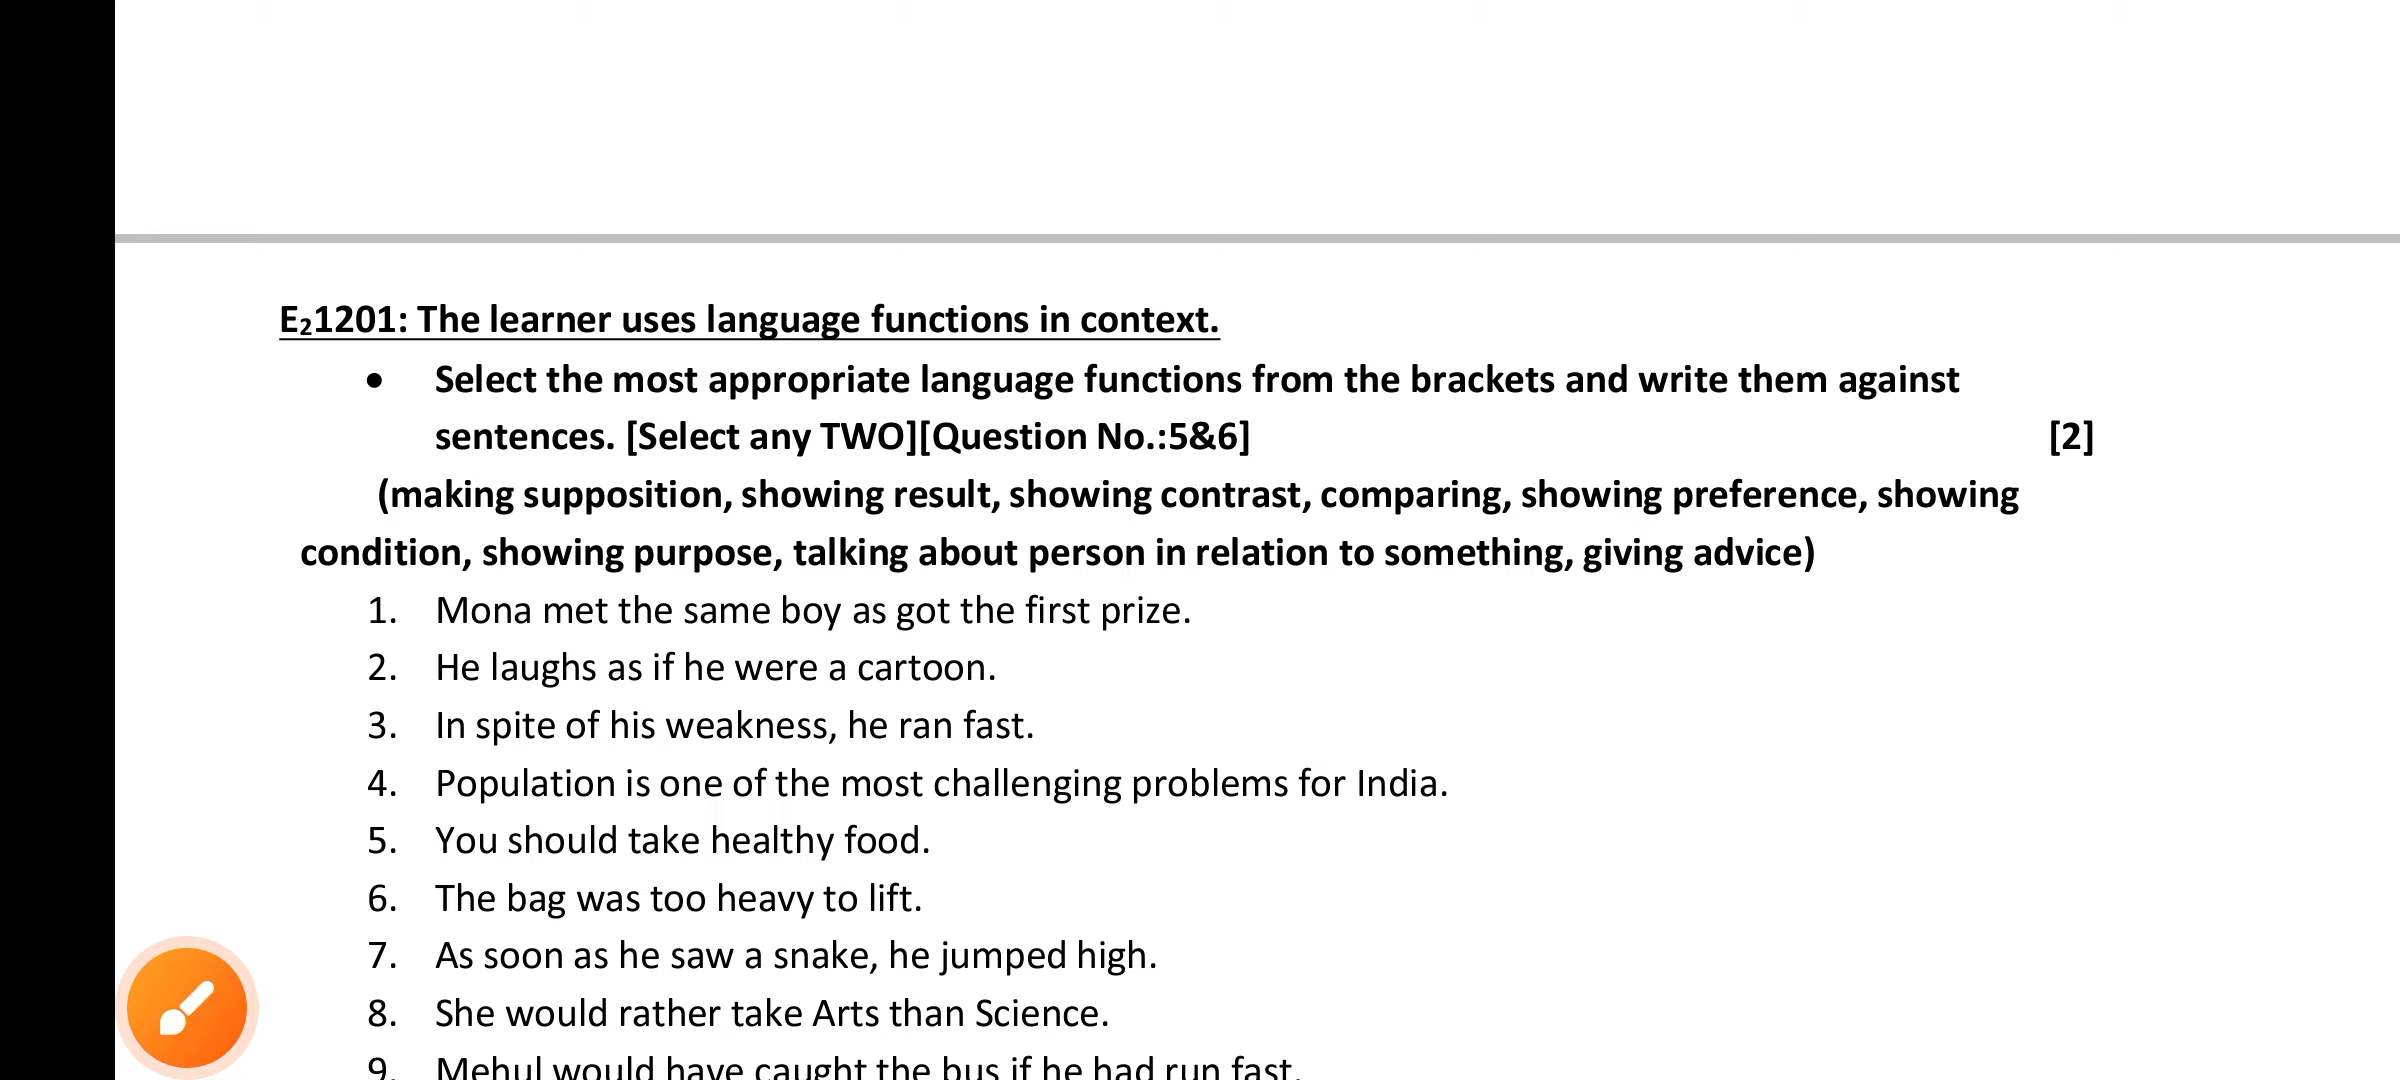 E₂1201: The learner uses language functions in context.
• Select the most appropriate language functions from the brackets and write them against
sentences. [Select any TWO][Question No.:5&6] [2]
(making supposition, showing result, showing contrast, comparing, showing preference, showing
condition, showing purpose, talking about person in relation to something, giving advice)
1. Mona met the same boy as got the first prize.
2. He laughs as if he were a cartoon.
3. In spite of his weakness, he ran fast.
4. Population is one of the most challenging problems for India.
5. You should take healthy food.
6. The bag was too heavy to lift.
7. As soon as he saw a snake, he jumped high.
8. She would rather take Arts than Science.
9. Mehul would have caught the bus if he had run fast.